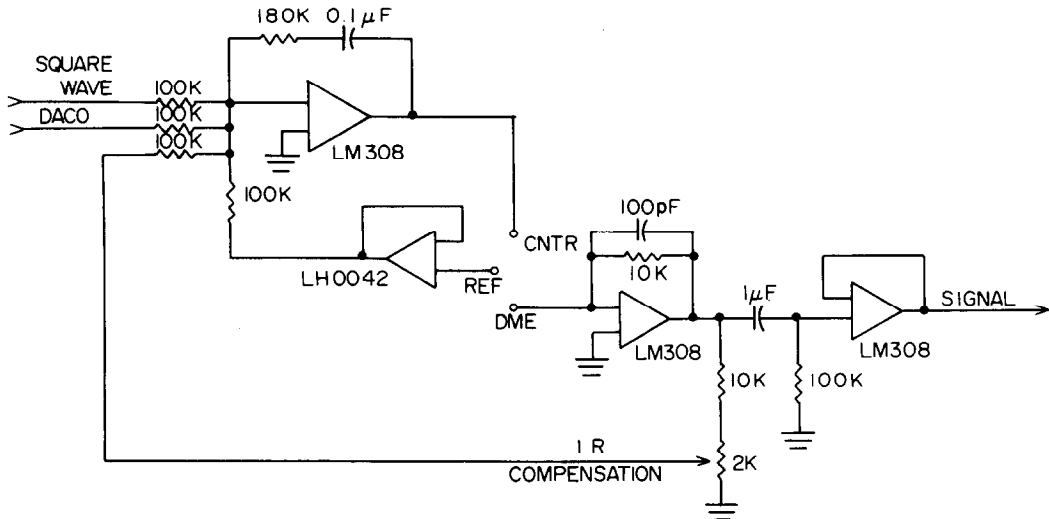 180K 0.1μF
SQUARE
WAVE
100K
DACO
100K
100K
LM308
100K
100pF
CNTR
LH0042
REF
10K
DME
1μF
SIGNAL
LM308
LM308
10K
100K
I R
COMPENSATION
2K